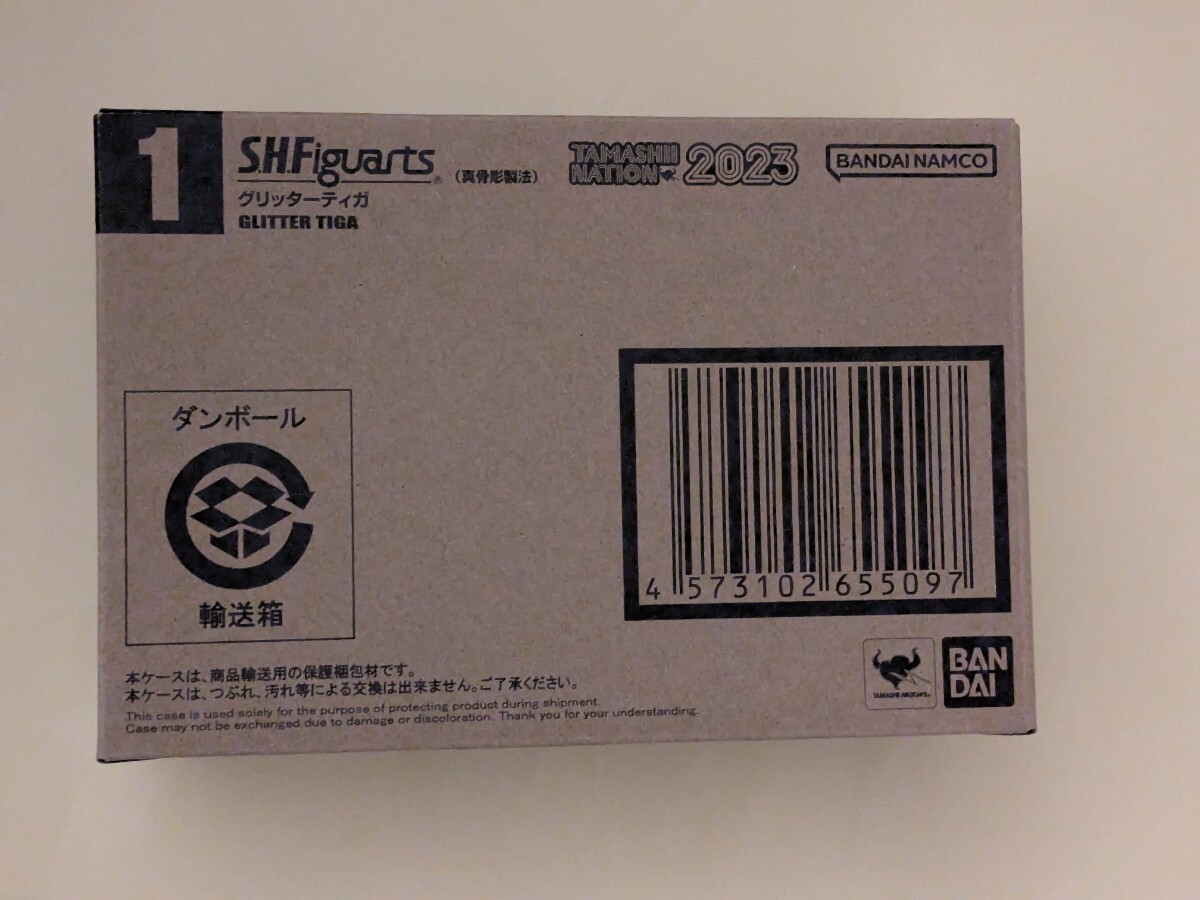 1
S.H.Figuarts®
(真骨彫製法)
TAMASHII
NATION
2023
BANDAI NAMCO
グリッターティガ
GLITTER TIGA
ダンボール
輸送箱
4 573102 655097
本ケースは、商品輸送用の保護梱包材です。
本ケースは、つぶれ、汚れ等による交換は出来ません。ご了承ください。
This case is used solely for the purpose of protecting product during shipment.
Case may not be exchanged due to damage or discoloration. Thank you for your understanding.
TAMASHII NATIONS
BAN
DAI